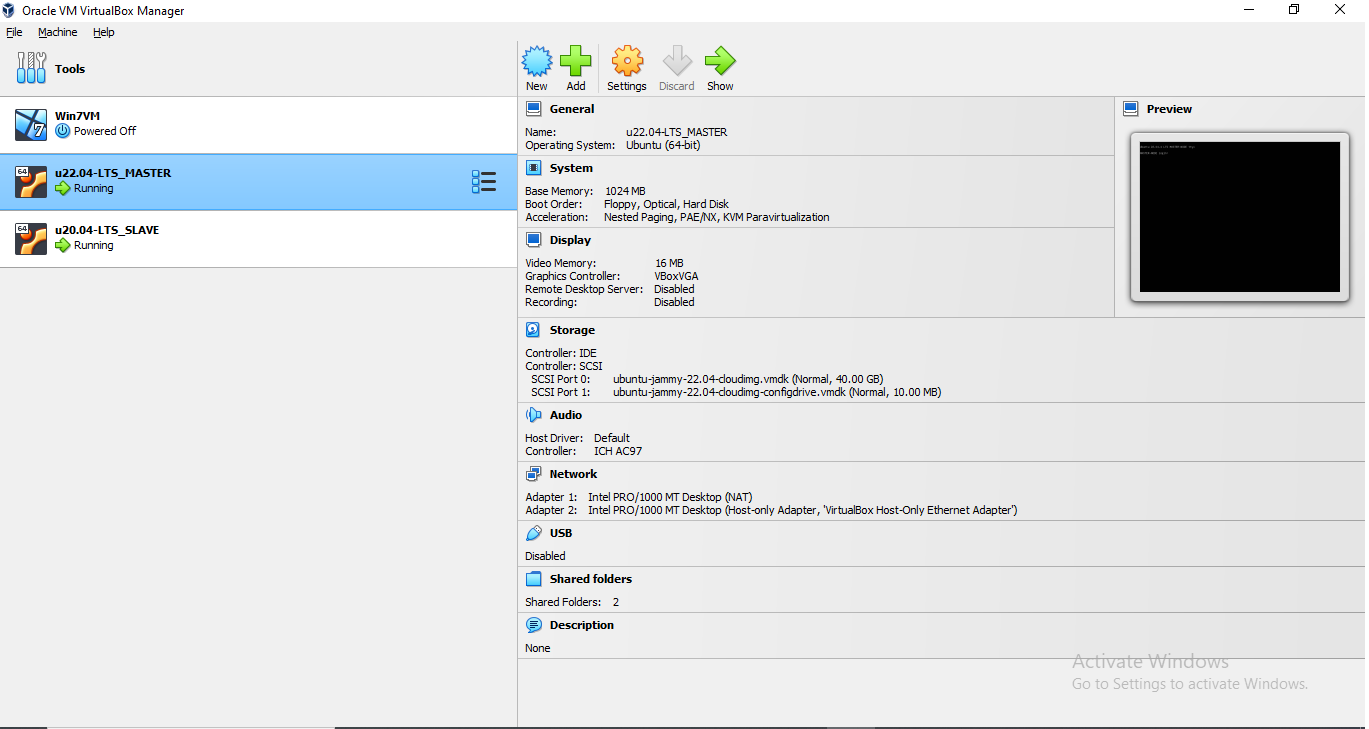 Oracle VM VirtualBox Manager
File Machine Help
Tools
New Add Settings Discard Show
Win7VM
Powered Off
64
u22.04-LTS_MASTER
Running
64
u20.04-LTS_SLAVE
Running
General
Name: u22.04-LTS_MASTER
Operating System: Ubuntu (64-bit)
Preview
System
Base Memory: 1024 MB
Boot Order: Floppy, Optical, Hard Disk
Acceleration: Nested Paging, PAE/NX, KVM Paravirtualization
Display
Video Memory: 16 MB
Graphics Controller: VBoxVGA
Remote Desktop Server: Disabled
Recording: Disabled
Storage
Controller: IDE
Controller: SCSI
SCSI Port 0: ubuntu-jammy-22.04-cloudimg.vmdk (Normal, 40.00 GB)
SCSI Port 1: ubuntu-jammy-22.04-cloudimg-configdrive.vmdk (Normal, 10.00 MB)
Audio
Host Driver: Default
Controller: ICH AC97
Network
Adapter 1: Intel PRO/1000 MT Desktop (NAT)
Adapter 2: Intel PRO/1000 MT Desktop (Host-only Adapter, 'VirtualBox Host-Only Ethernet Adapter')
USB
Disabled
Shared folders
Shared Folders: 2
Description
None
Activate Windows
Go to Settings to activate Windows.